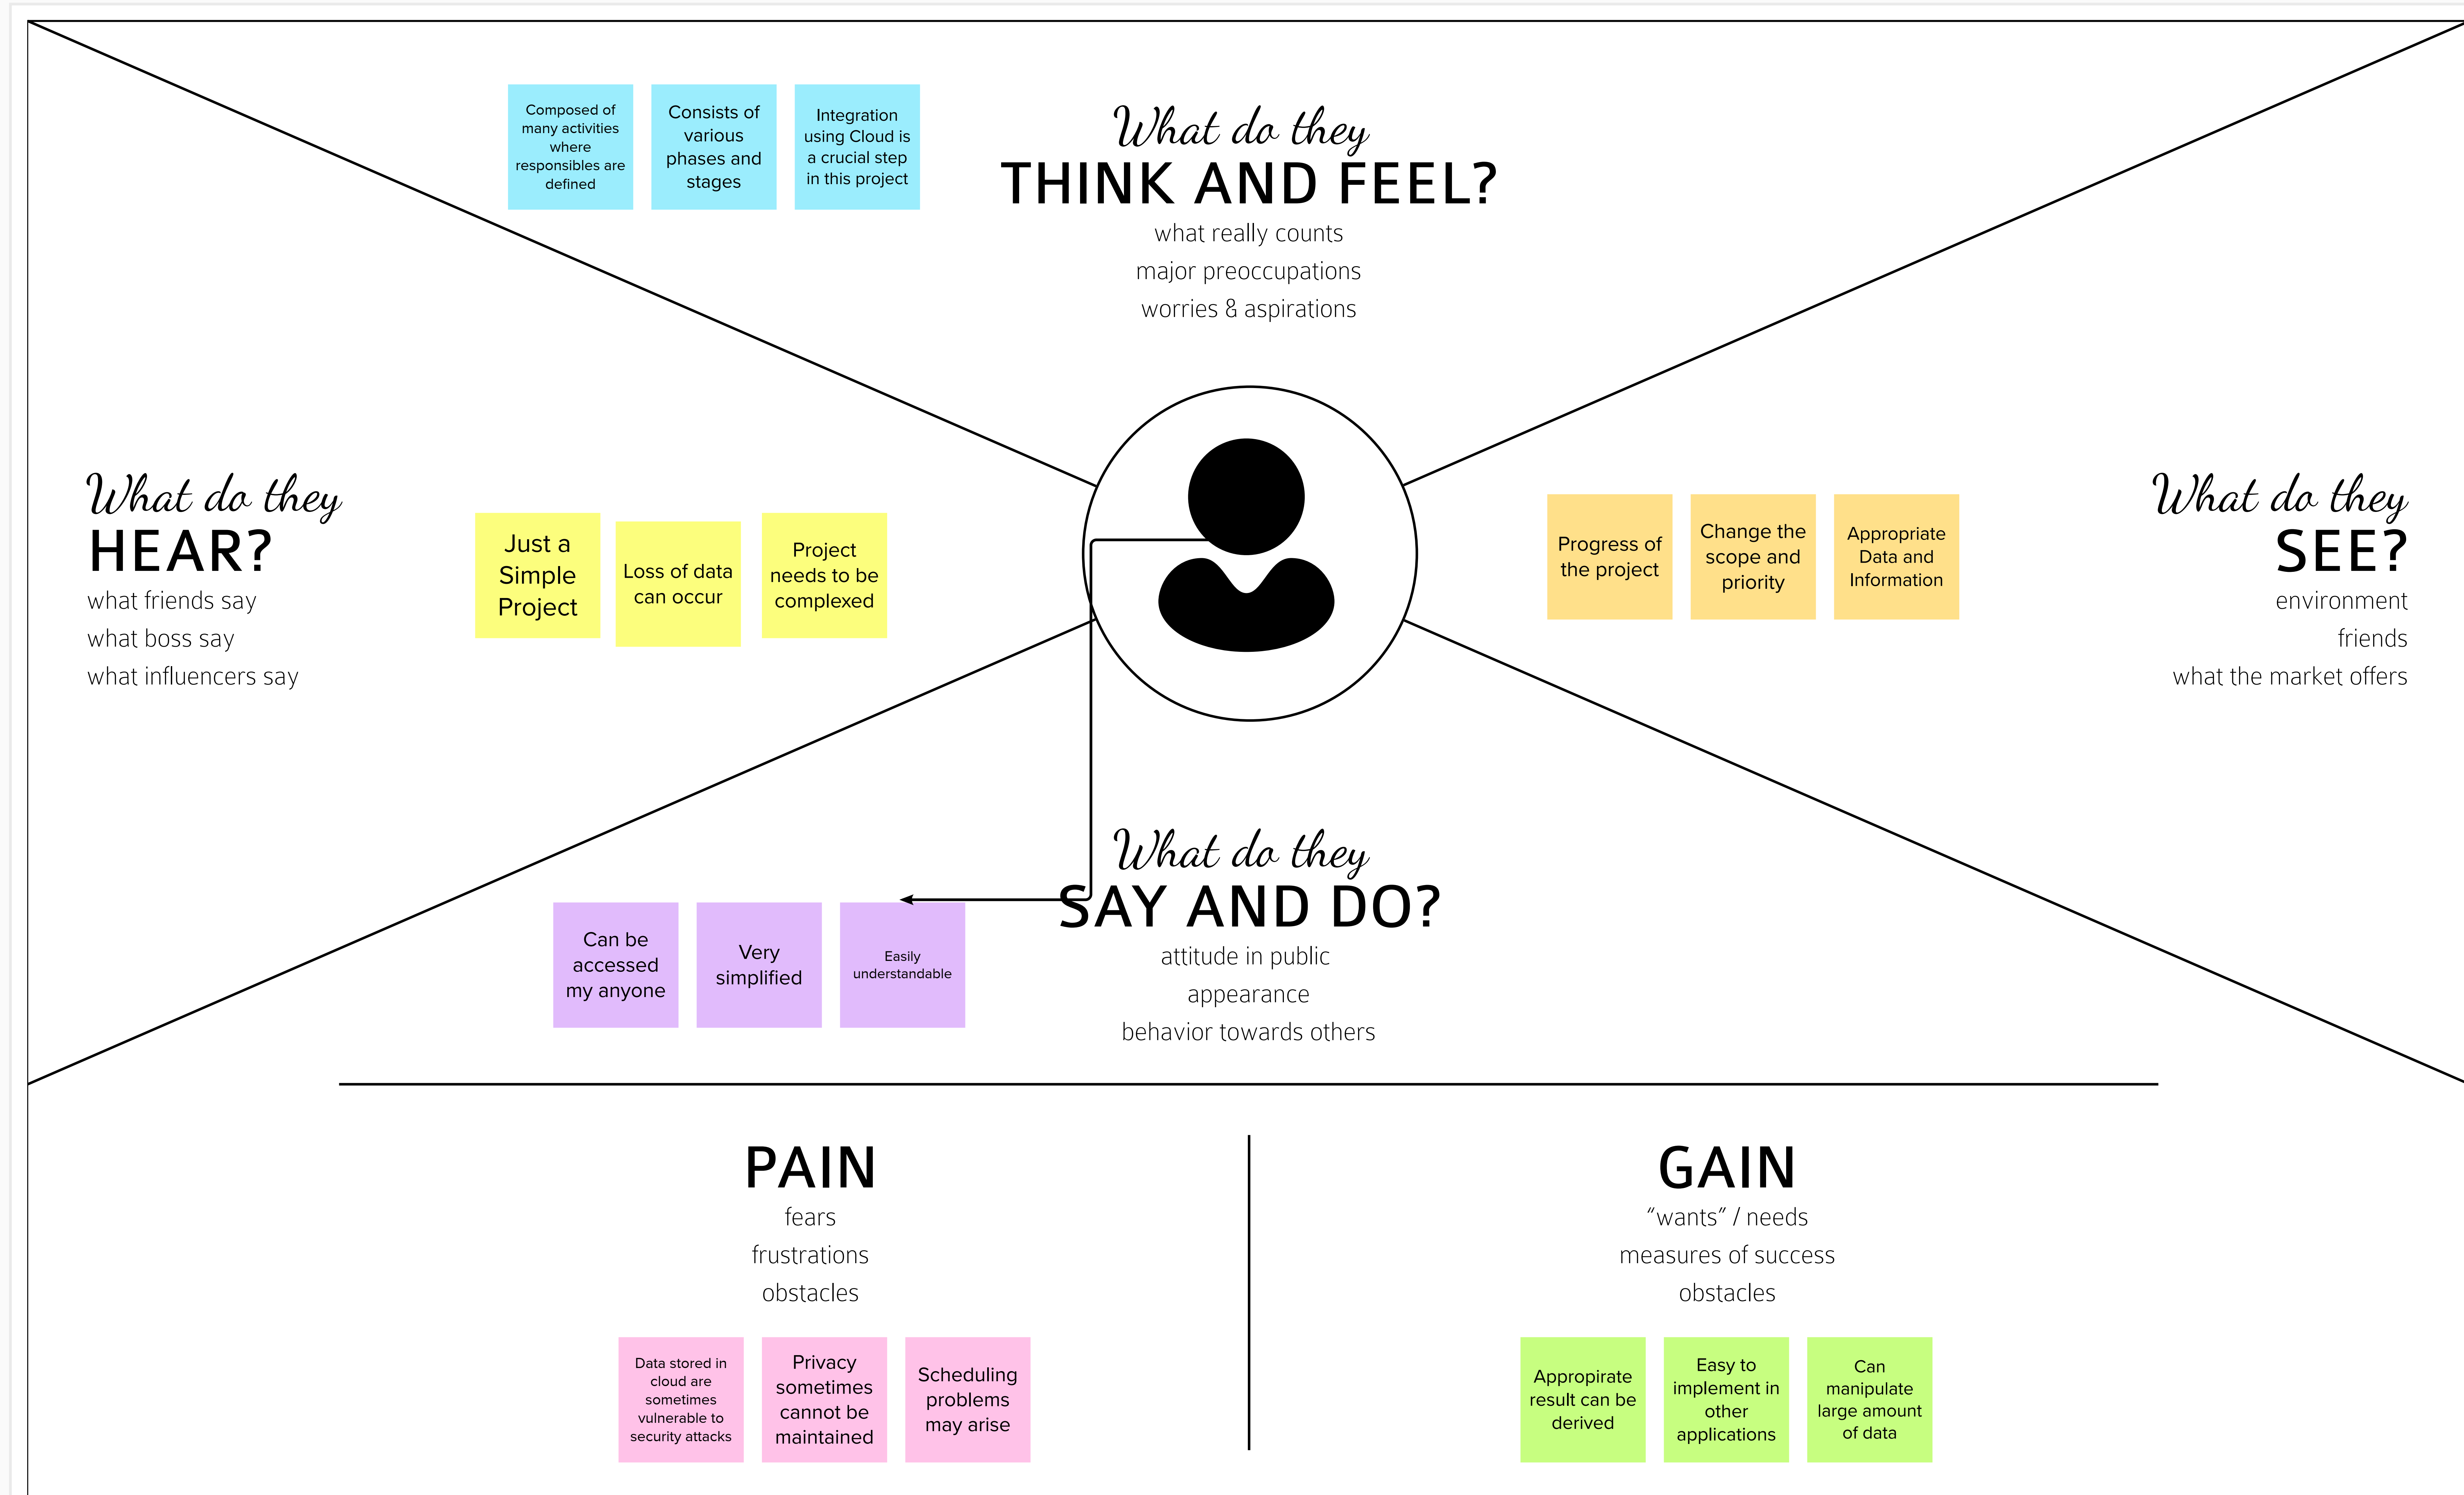 Composed of
many activities
where
responsibles are
defined
Consists of
various
phases and
stages
Integration
using Cloud is
a crucial step
in this project
What do they
THINK AND FEEL?
what really counts
major preoccupations
worries & aspirations
What do they
HEAR?
what friends say
what boss say
what influencers say
Just a
Simple
Project
Loss of data
can occur
Project
needs to be
complexed
Progress of
the project
Change the
scope and
priority
Appropriate
Data and
Information
What do they
SEE?
environment
friends
what the market offers
What do they
SAY AND DO?
attitude in public
appearance
behavior towards others
Can be
accessed
my anyone
Very
simplified
Easily
understandable
PAIN
fears
frustrations
obstacles
Data stored in
cloud are
sometimes
vulnerable to
security attacks
Privacy
sometimes
cannot be
maintained
Scheduling
problems
may arise
GAIN
“wants” / needs
measures of success
obstacles
Appropirate
result can be
derived
Easy to
implement in
other
applications
Can
manipulate
large amount
of data